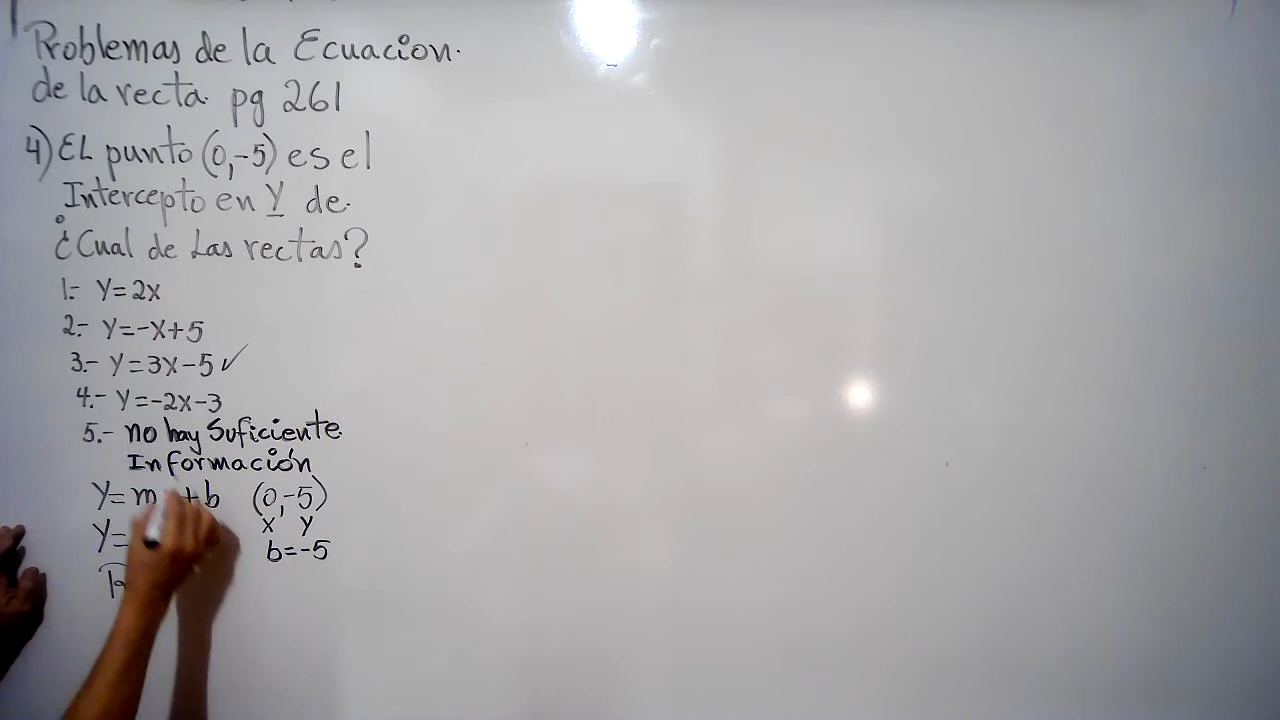 Problemas de la Ecuacion.
de la recta. pg 261
4) EL punto (0,-5) es el
Intercepto en Y de.
¿Cual de Las rectas?
1.- Y=2x
2.- Y=-X+5
3.- Y=3X-5 ✓
4.- Y=-2X-3
5.- no hay Suficiente.
Información
Y=m +b (0,-5)
Y= X Y
b=-5